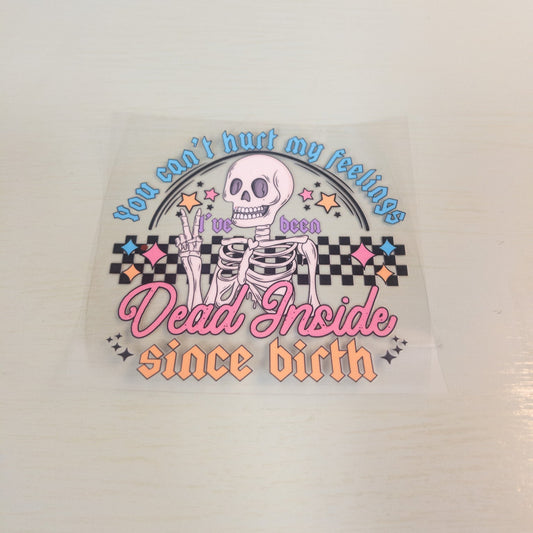 You can't hurt my feelings
I've been
Dead Inside
since birth